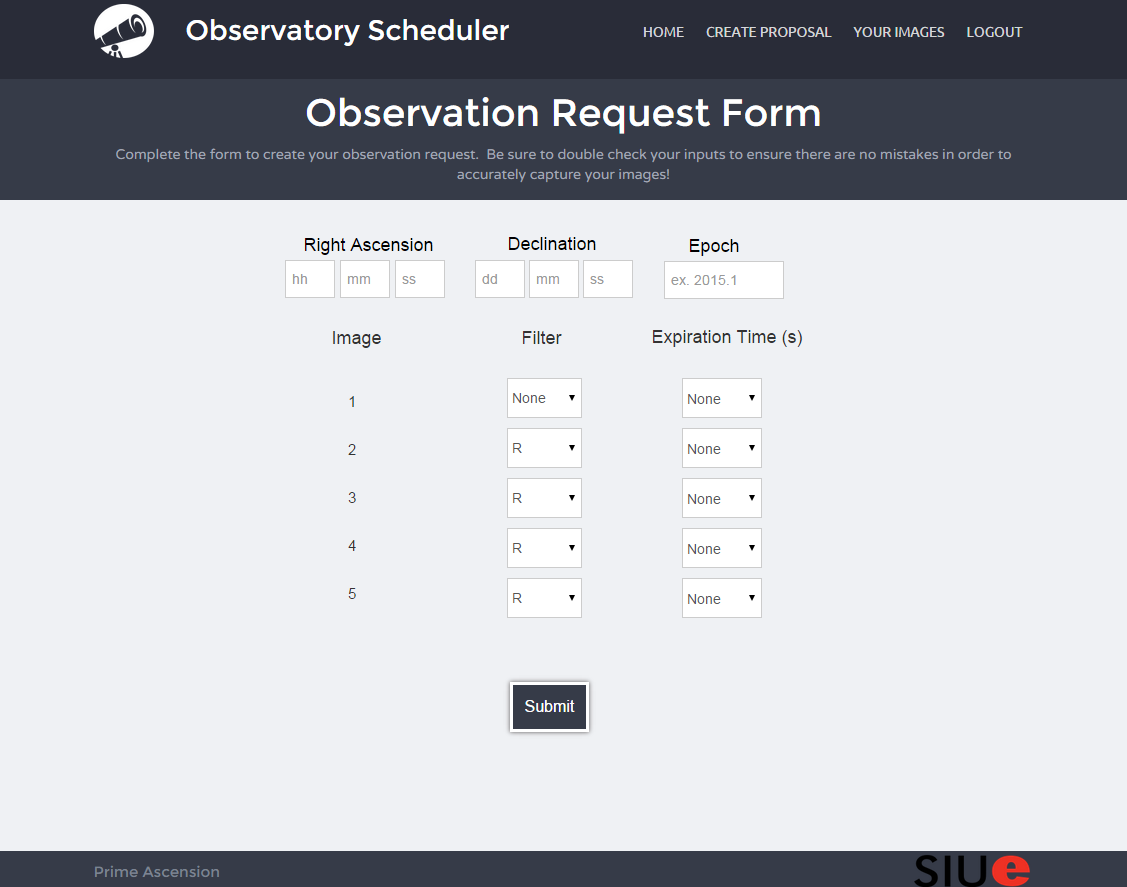 Observatory Scheduler
HOME CREATE PROPOSAL YOUR IMAGES LOGOUT
Observation Request Form
Complete the form to create your observation request. Be sure to double check your inputs to ensure there are no mistakes in order to
accurately capture your images!
Right Ascension Declination Epoch
hh mm ss dd mm ss ex. 2015.1
Image Filter Expiration Time (s)
1 None None
2 R None
3 R None
4 R None
5 R None
Submit
Prime Ascension SIUe